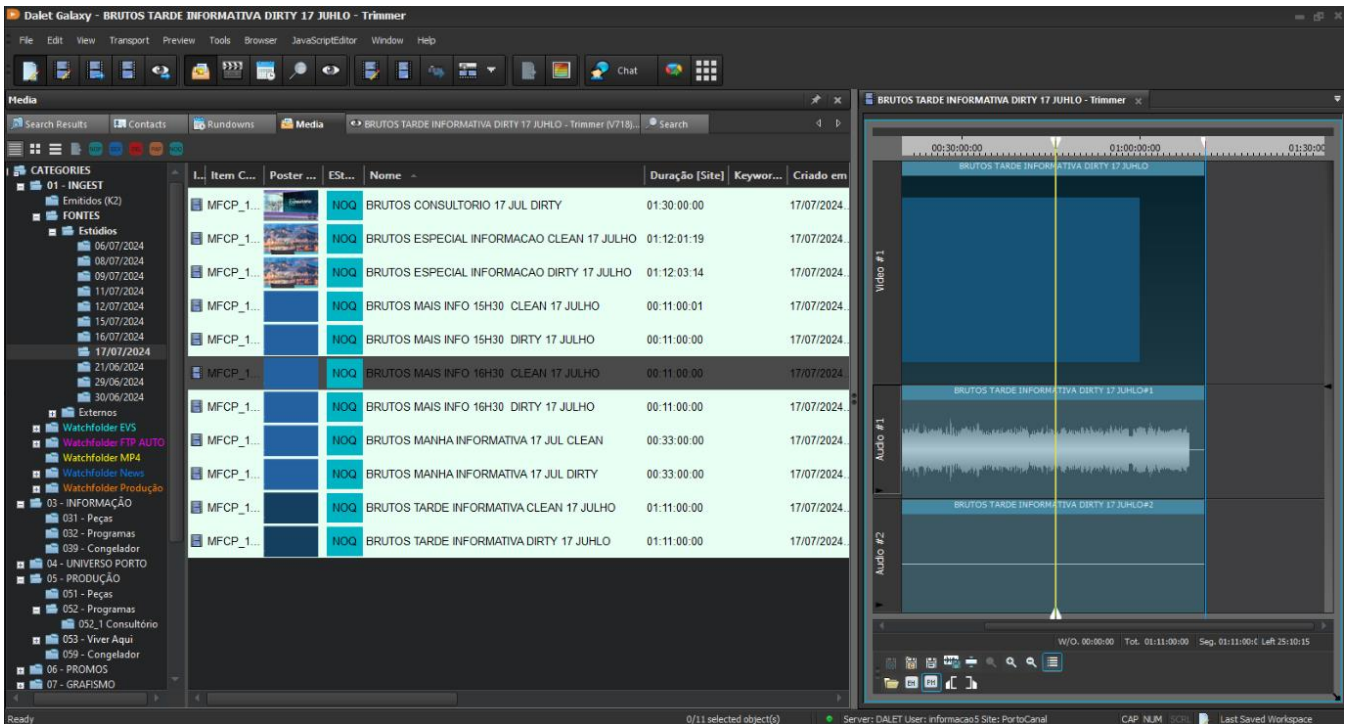 Dalet Galaxy - BRUTOS TARDE INFORMATIVA DIRTY 17 JUHLO - Trimmer
File Edit View Transport Preview Tools Browser JavaScriptEditor Window Help
Chat
Media
Search Results Contacts Rundowns Media BRUTOS TARDE INFORMATIVA DIRTY 17 JUHLO - Trimmer (V718)... Search
CATEGORIES
01 - INGEST
Emitidos (K2)
FONTES
Estúdios
06/07/2024
08/07/2024
09/07/2024
11/07/2024
12/07/2024
15/07/2024
16/07/2024
17/07/2024
21/06/2024
29/06/2024
30/06/2024
Externos
Watchfolder EVS
Watchfolder FTP AUTO
Watchfolder MP4
Watchfolder News
Watchfolder Produção
03 - INFORMAÇÃO
031 - Peças
032 - Programas
039 - Congelador
04 - UNIVERSO PORTO
05 - PRODUÇÃO
051 - Peças
052 - Programas
052_1 Consultório
053 - Viver Aqui
059 - Congelador
06 - PROMOS
07 - GRAFISMO
I... Item C... Poster ... ESt... Nome Duração [Site] Keywor... Criado em
MFCP_1... NOQ BRUTOS CONSULTORIO 17 JUL DIRTY 01:30:00:00 17/07/2024...
MFCP_1... NOQ BRUTOS ESPECIAL INFORMACAO CLEAN 17 JULHO 01:12:01:19 17/07/2024...
MFCP_1... NOQ BRUTOS ESPECIAL INFORMACAO DIRTY 17 JULHO 01:12:03:14 17/07/2024...
MFCP_1... NOQ BRUTOS MAIS INFO 15H30 CLEAN 17 JULHO 00:11:00:01 17/07/2024...
MFCP_1... NOQ BRUTOS MAIS INFO 15H30 DIRTY 17 JULHO 00:11:00:00 17/07/2024...
MFCP_1... NOQ BRUTOS MAIS INFO 16H30 CLEAN 17 JULHO 00:11:00:00 17/07/2024...
MFCP_1... NOQ BRUTOS MAIS INFO 16H30 DIRTY 17 JULHO 00:11:00:00 17/07/2024...
MFCP_1... NOQ BRUTOS MANHA INFORMATIVA 17 JUL CLEAN 00:33:00:00 17/07/2024...
MFCP_1... NOQ BRUTOS MANHA INFORMATIVA 17 JUL DIRTY 00:33:00:00 17/07/2024...
MFCP_1... NOQ BRUTOS TARDE INFORMATIVA CLEAN 17 JULHO 01:11:00:00 17/07/2024...
MFCP_1... NOQ BRUTOS TARDE INFORMATIVA DIRTY 17 JUHLO 01:11:00:00 17/07/2024...
BRUTOS TARDE INFORMATIVA DIRTY 17 JUHLO - Trimmer
00:30:00:00 01:00:00:00 01:30:00
BRUTOS TARDE INFORMATIVA DIRTY 17 JUHLO
Video #1
BRUTOS TARDE INFORMATIVA DIRTY 17 JUHLO#1
Audio #1
BRUTOS TARDE INFORMATIVA DIRTY 17 JUHLO#2
Audio #2
W/O. 00:00:00 Tot. 01:11:00:00 Seg. 01:11:00:0 Left 25:10:15
Ready 0/11 selected object(s) Server: DALET User: informacao5 Site: PortoCanal CAP NUM SCRL Last Saved Workspace